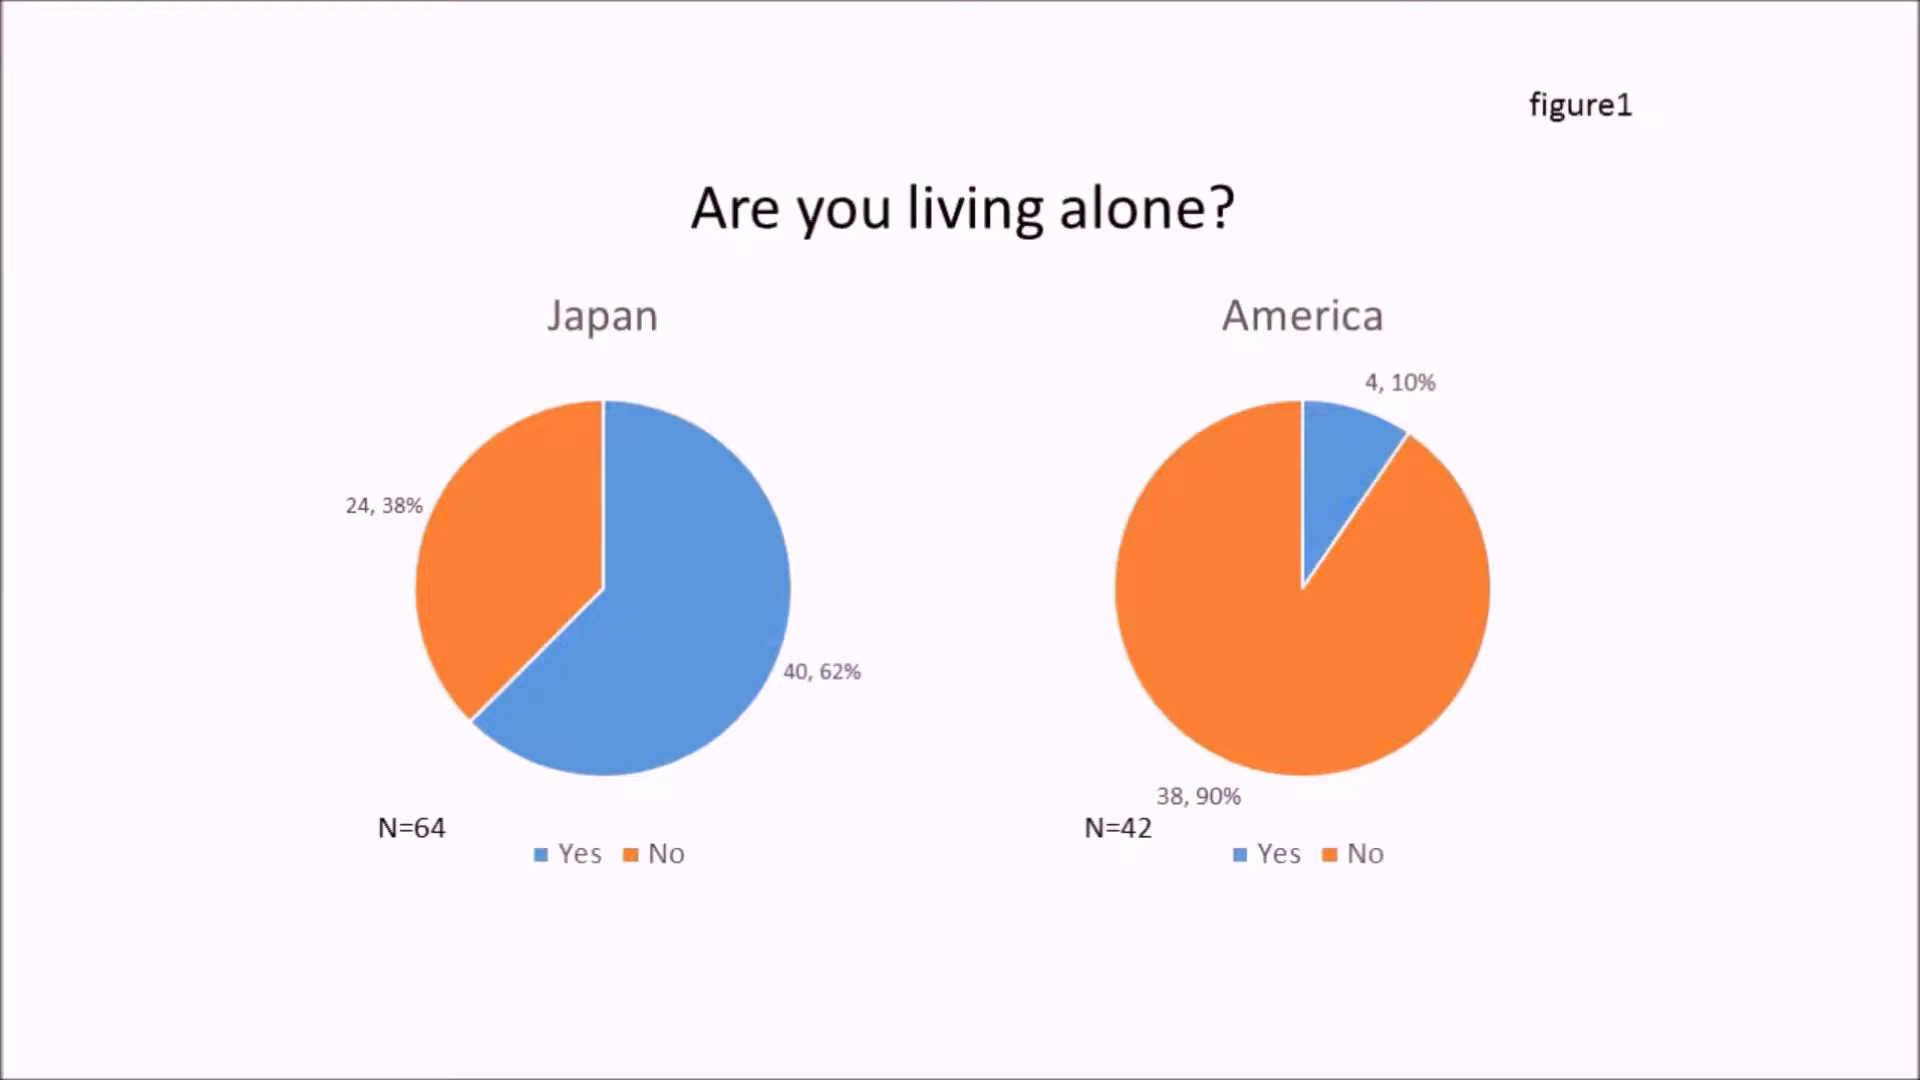 figure1
Are you living alone?
Japan
24, 38%
40, 62%
N=64
Yes No
America
4, 10%
38, 90%
N=42
Yes No